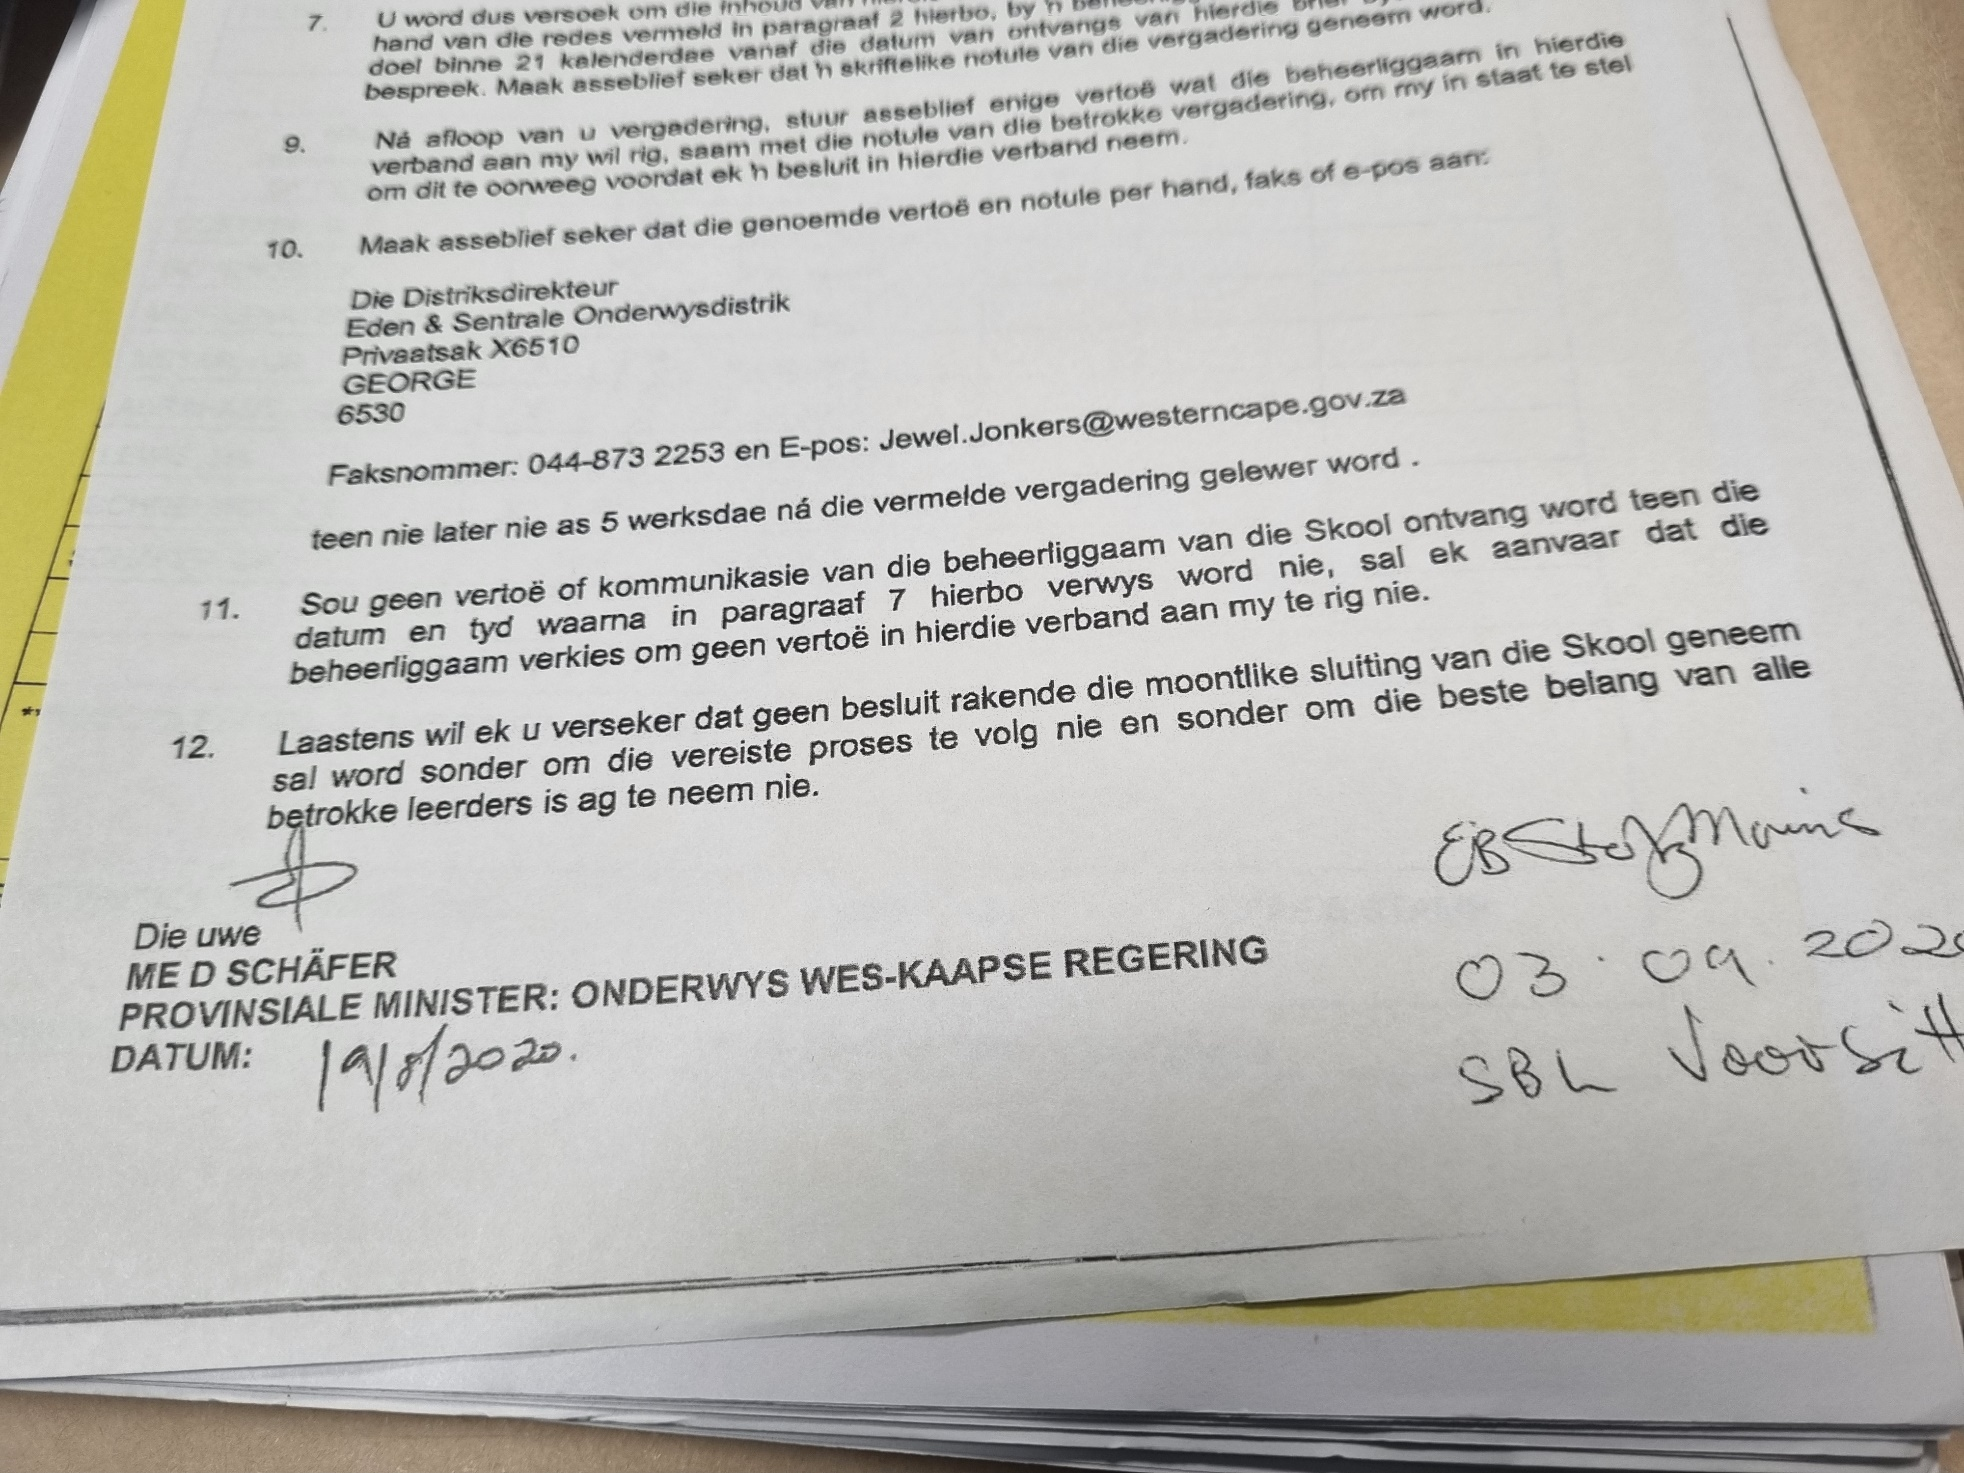 7. U word dus versoek om die inhoud van
hand van die redes vermeld in paragraaf 2 hierbo, by 'n
doel binne 21 kalenderdae vanaf die datum van ontvangs van hierdie brief
bespreek. Maak asseblief seker dat 'n skriftelike notule van die vergadering geneem word.
9. Ná afloop van u vergadering, stuur asseblief enige vertoë wat die beheerliggaam in hierdie
verband aan my wil rig, saam met die notule van die betrokke vergadering, om my in staat te stel
om dit te oorweeg voordat ek 'n besluit in hierdie verband neem.
10. Maak asseblief seker dat die genoemde vertoë en notule per hand, faks of e-pos aan:
Die Distriksdirekteur
Eden & Sentrale Onderwysdistrik
Privaatsak X6510
GEORGE
6530
Faksnommer: 044-873 2253 en E-pos: Jewel.Jonkers@westerncape.gov.za
teen nie later nie as 5 werksdae ná die vermelde vergadering gelewer word .
11. Sou geen vertoë of kommunikasie van die beheerliggaam van die Skool ontvang word teen die
datum en tyd waarna in paragraaf 7 hierbo verwys word nie, sal ek aanvaar dat die
beheerliggaam verkies om geen vertoë in hierdie verband aan my te rig nie.
12. Laastens wil ek u verseker dat geen besluit rakende die moontlike sluiting van die Skool geneem
sal word sonder om die vereiste proses te volg nie en sonder om die beste belang van alle
betrokke leerders is ag te neem nie.
Die uwe
ME D SCHÄFER
PROVINSIALE MINISTER: ONDERWYS WES-KAAPSE REGERING
DATUM: 19/8/2020.
03.09.2020
SBL Voorsitt